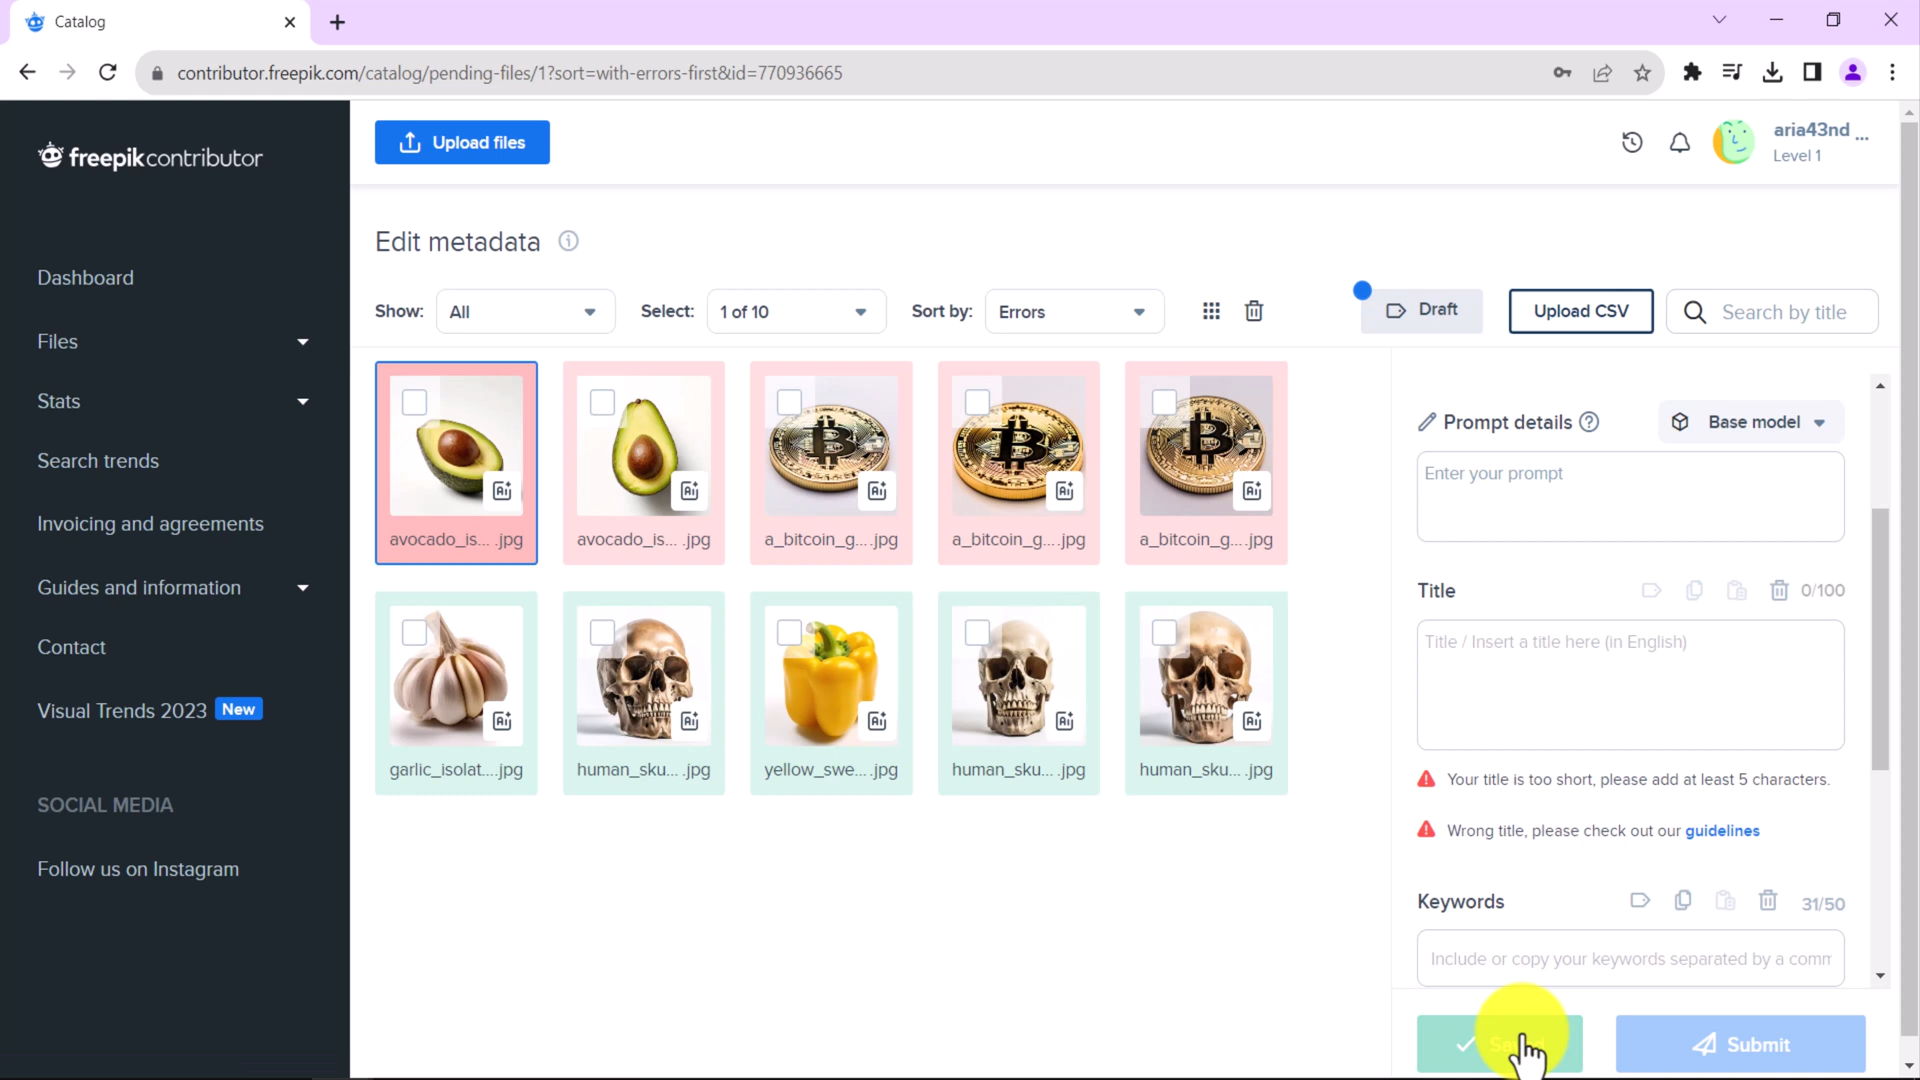 Catalog
contributor.freepik.com/catalog/pending-files/1?sort=with-errors-first&id=770936665
freepikcontributor
Upload files
aria43nd ...
Level 1
Dashboard
Files
Stats
Search trends
Invoicing and agreements
Guides and information
Contact
Visual Trends 2023 New
SOCIAL MEDIA
Follow us on Instagram
Edit metadata
Show: All Select: 1 of 10 Sort by: Errors
Draft
Upload CSV
Search by title
avocado_is... .jpg
avocado_is... .jpg
a_bitcoin_g....jpg
a_bitcoin_g....jpg
a_bitcoin_g....jpg
garlic_isolat....jpg
human_sku... .jpg
yellow_swe... .jpg
human_sku... .jpg
human_sku... .jpg
Prompt details
Base model
Enter your prompt
Title
0/100
Title / Insert a title here (in English)
Your title is too short, please add at least 5 characters.
Wrong title, please check out our guidelines
Keywords
31/50
Include or copy your keywords separated by a comm
Submit